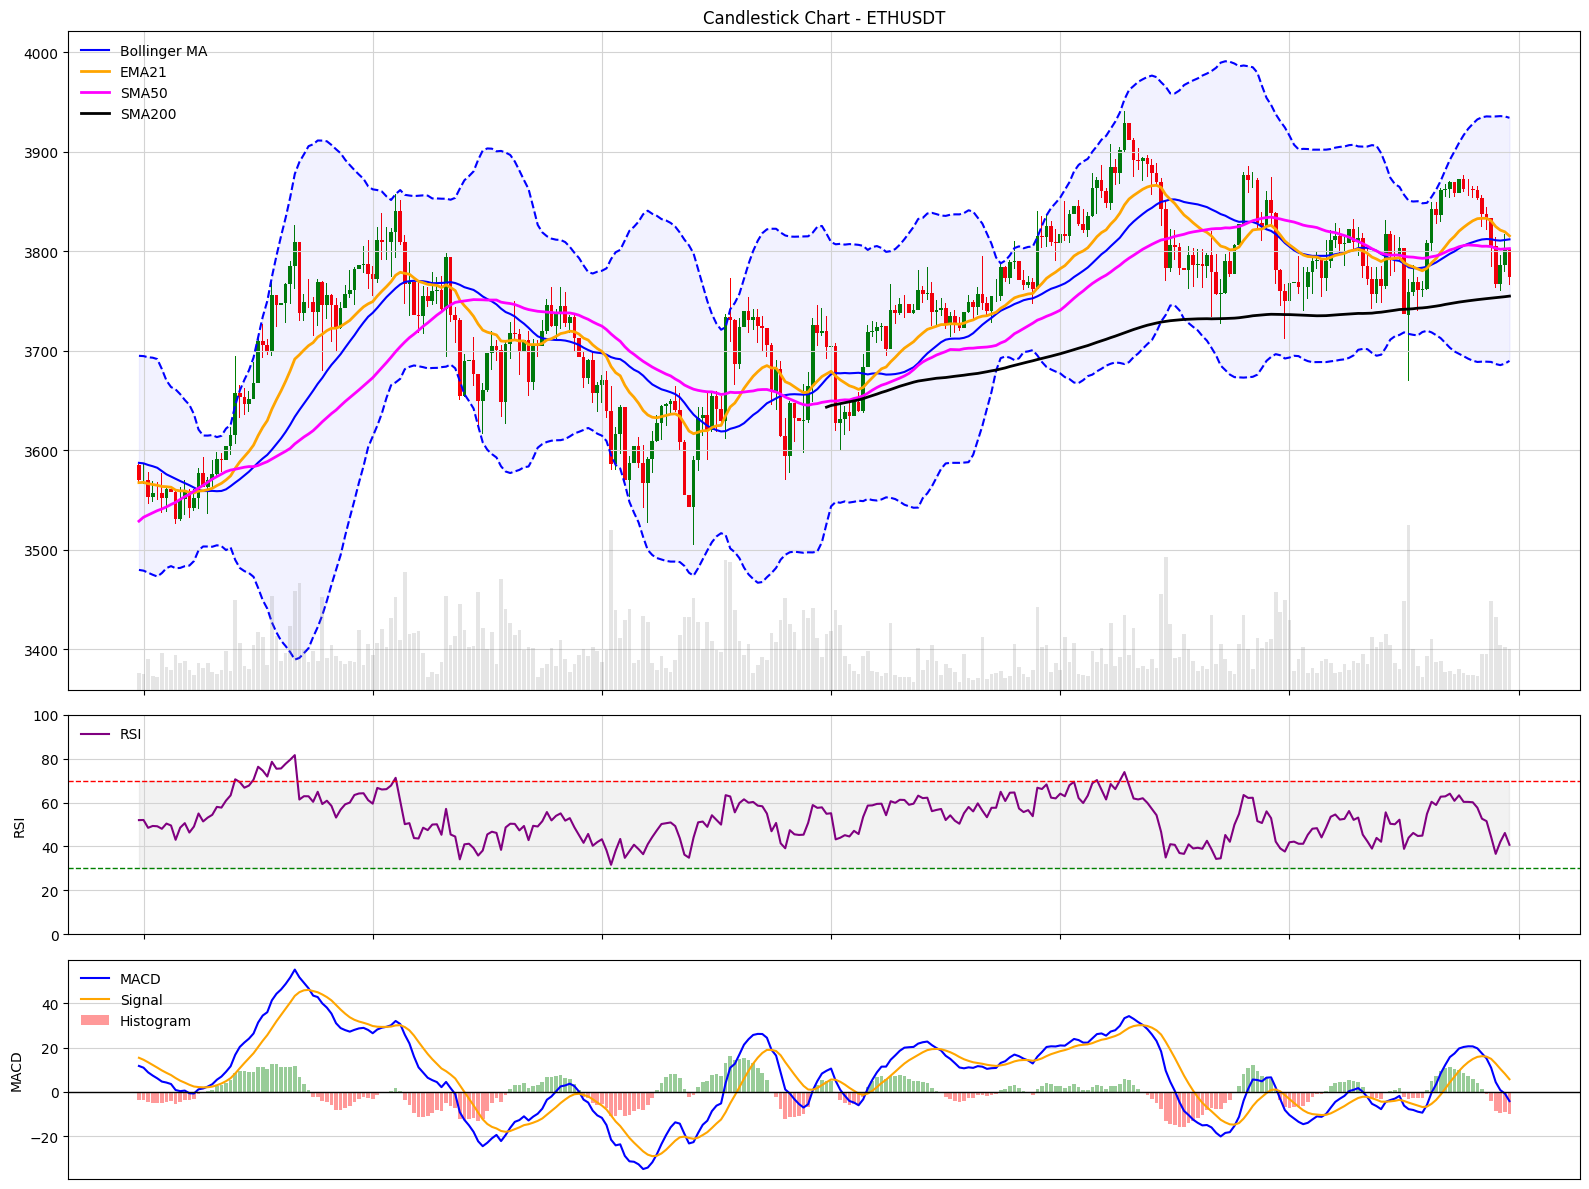 Candlestick Chart - ETHUSDT
4000
3900
3800
3700
3600
3500
3400
Bollinger MA
EMA21
SMA50
SMA200
100
80
60
40
20
0
RSI
RSI
40
20
0
−20
MACD
MACD
Signal
Histogram